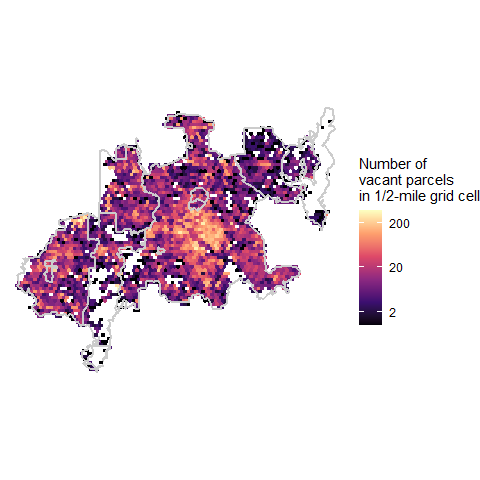 Number of
vacant parcels
in 1/2-mile grid cell
200
20
2